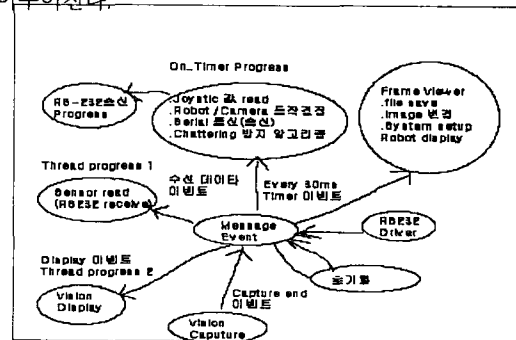 On_Timer Progress
RS-232송신
Progress
.Joystic 값 read
.Robot /Camera 동작결정
.Serial 통신(송신)
.Chattering 방지 알고리즘
Frame Viewer
.file save
.Image 변경
.System setup
Robot display
Thread progress 1
Sensor read
(RS232 receive)
수신 데이타
이벤트
Every 30ms
Timer 이벤트
Message
Event
RS232
Driver
초기화
Display 이벤트
Thread progress 2
Vision
Display
Capture end
이벤트
Vision
Caputure